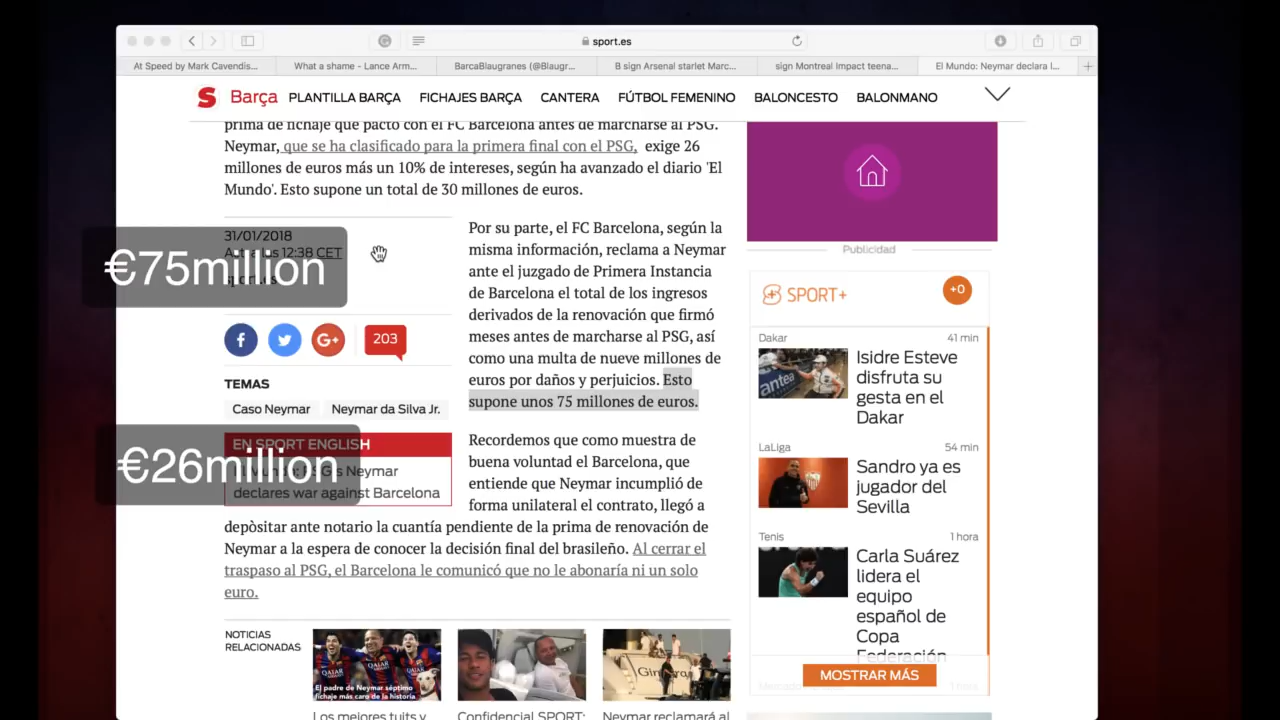 sport.es
At Speed by Mark Cavendis...
What a shame - Lance Arm...
BarcaBlaugranes (@Blaugr...
B sign Arsenal starlet Marc...
sign Montreal Impact teena...
El Mundo: Neymar declara l...
S Barça PLANTILLA BARÇA FICHAJES BARÇA CANTERA FÚTBOL FEMENINO BALONCESTO BALONMANO
prima de fichaje que pactó con el FC Barcelona antes de marcharse al PSG.
Neymar, que se ha clasificado para la primera final con el PSG, exige 26
millones de euros más un 10% de intereses, según ha avanzado el diario 'El
Mundo'. Esto supone un total de 30 millones de euros.
31/01/2018
12:38 CET
€75million
203
TEMAS
Caso Neymar Neymar da Silva Jr.
EN SPORT ENGLISH
€26million
Neymar
declares war against Barcelona
Por su parte, el FC Barcelona, según la
misma información, reclama a Neymar
ante el juzgado de Primera Instancia
de Barcelona el total de los ingresos
derivados de la renovación que firmó
meses antes de marcharse al PSG, así
como una multa de nueve millones de
euros por daños y perjuicios. Esto
supone unos 75 millones de euros.
Recordemos que como muestra de
buena voluntad el Barcelona, que
entiende que Neymar incumplió de
forma unilateral el contrato, llegó a
depòsitar ante notario la cuantía pendiente de la prima de renovación de
Neymar a la espera de conocer la decisión final del brasileño. Al cerrar el
traspaso al PSG, el Barcelona le comunicó que no le abonaría ni un solo
euro.
NOTICIAS
RELACIONADAS
El padre de Neymar séptimo
fichaje más caro de la historia
Los mejores tuits y
Confidencial SPORT:
Neymar reclamará al
Publicidad
SPORT+
+0
Dakar 41 min
Isidre Esteve
disfruta su
gesta en el
Dakar
LaLiga 54 min
Sandro ya es
jugador del
Sevilla
Tenis 1 hora
Carla Suárez
lidera el
equipo
español de
Copa
Federación
MOSTRAR MÁS
1 hora